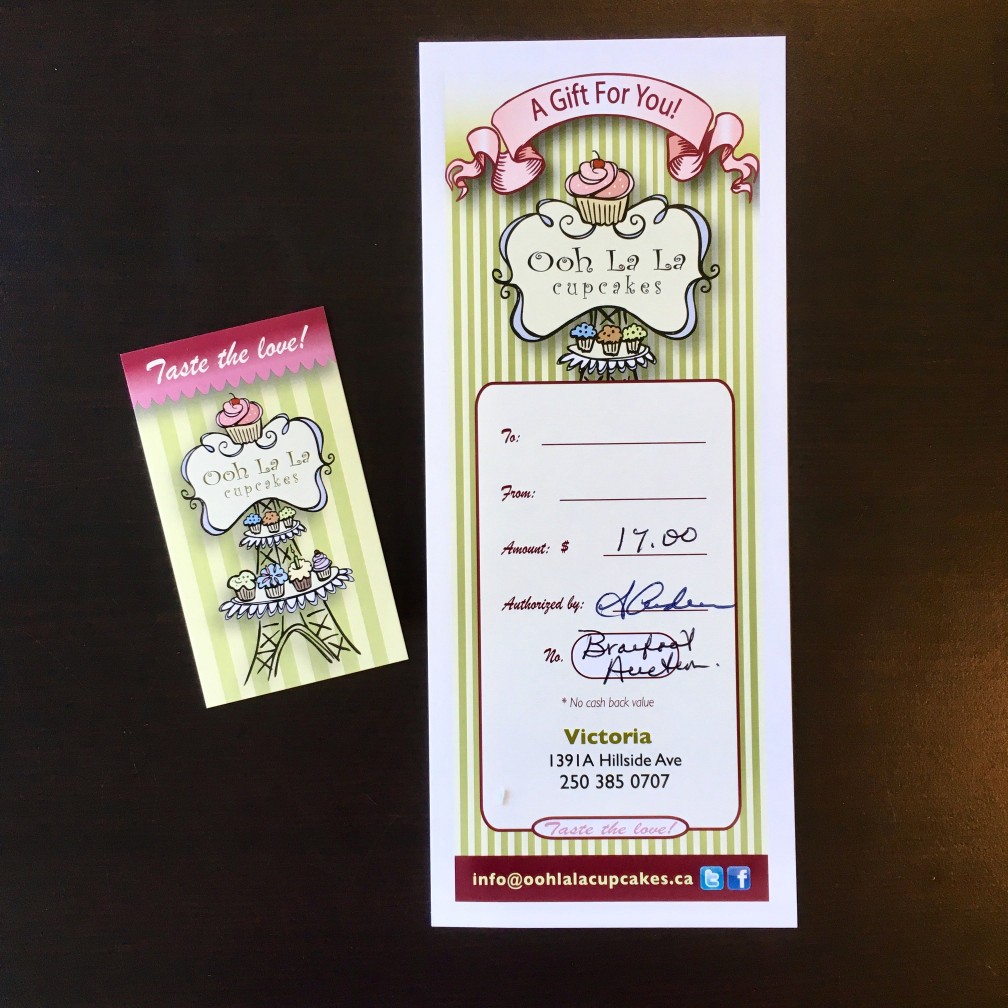 Taste the love!
Ooh La La
cupcakes
A Gift For You!
Ooh La La
cupcakes
To:
From:
Amount: $ 17.00
Authorized by:
No. Braefoot
Auction.
* No cash back value
Victoria
1391A Hillside Ave
250 385 0707
Taste the love!
info@oohlalacupcakes.ca